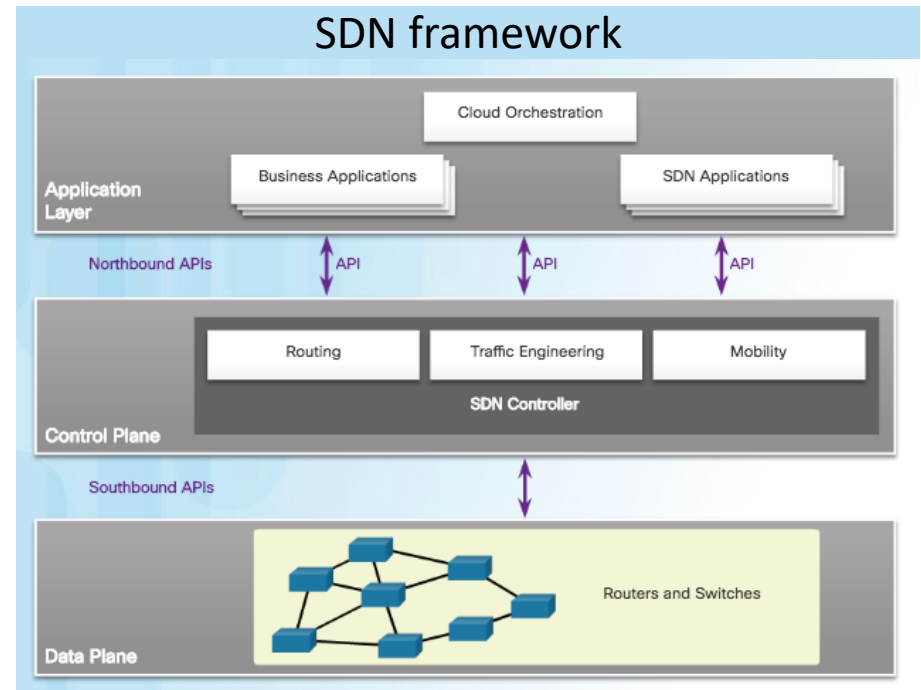 SDN framework
Cloud Orchestration
Business Applications
SDN Applications
Application
Layer
Northbound APIs
API
API
API
Routing
Traffic Engineering
Mobility
SDN Controller
Control Plane
Southbound APIs
Routers and Switches
Data Plane